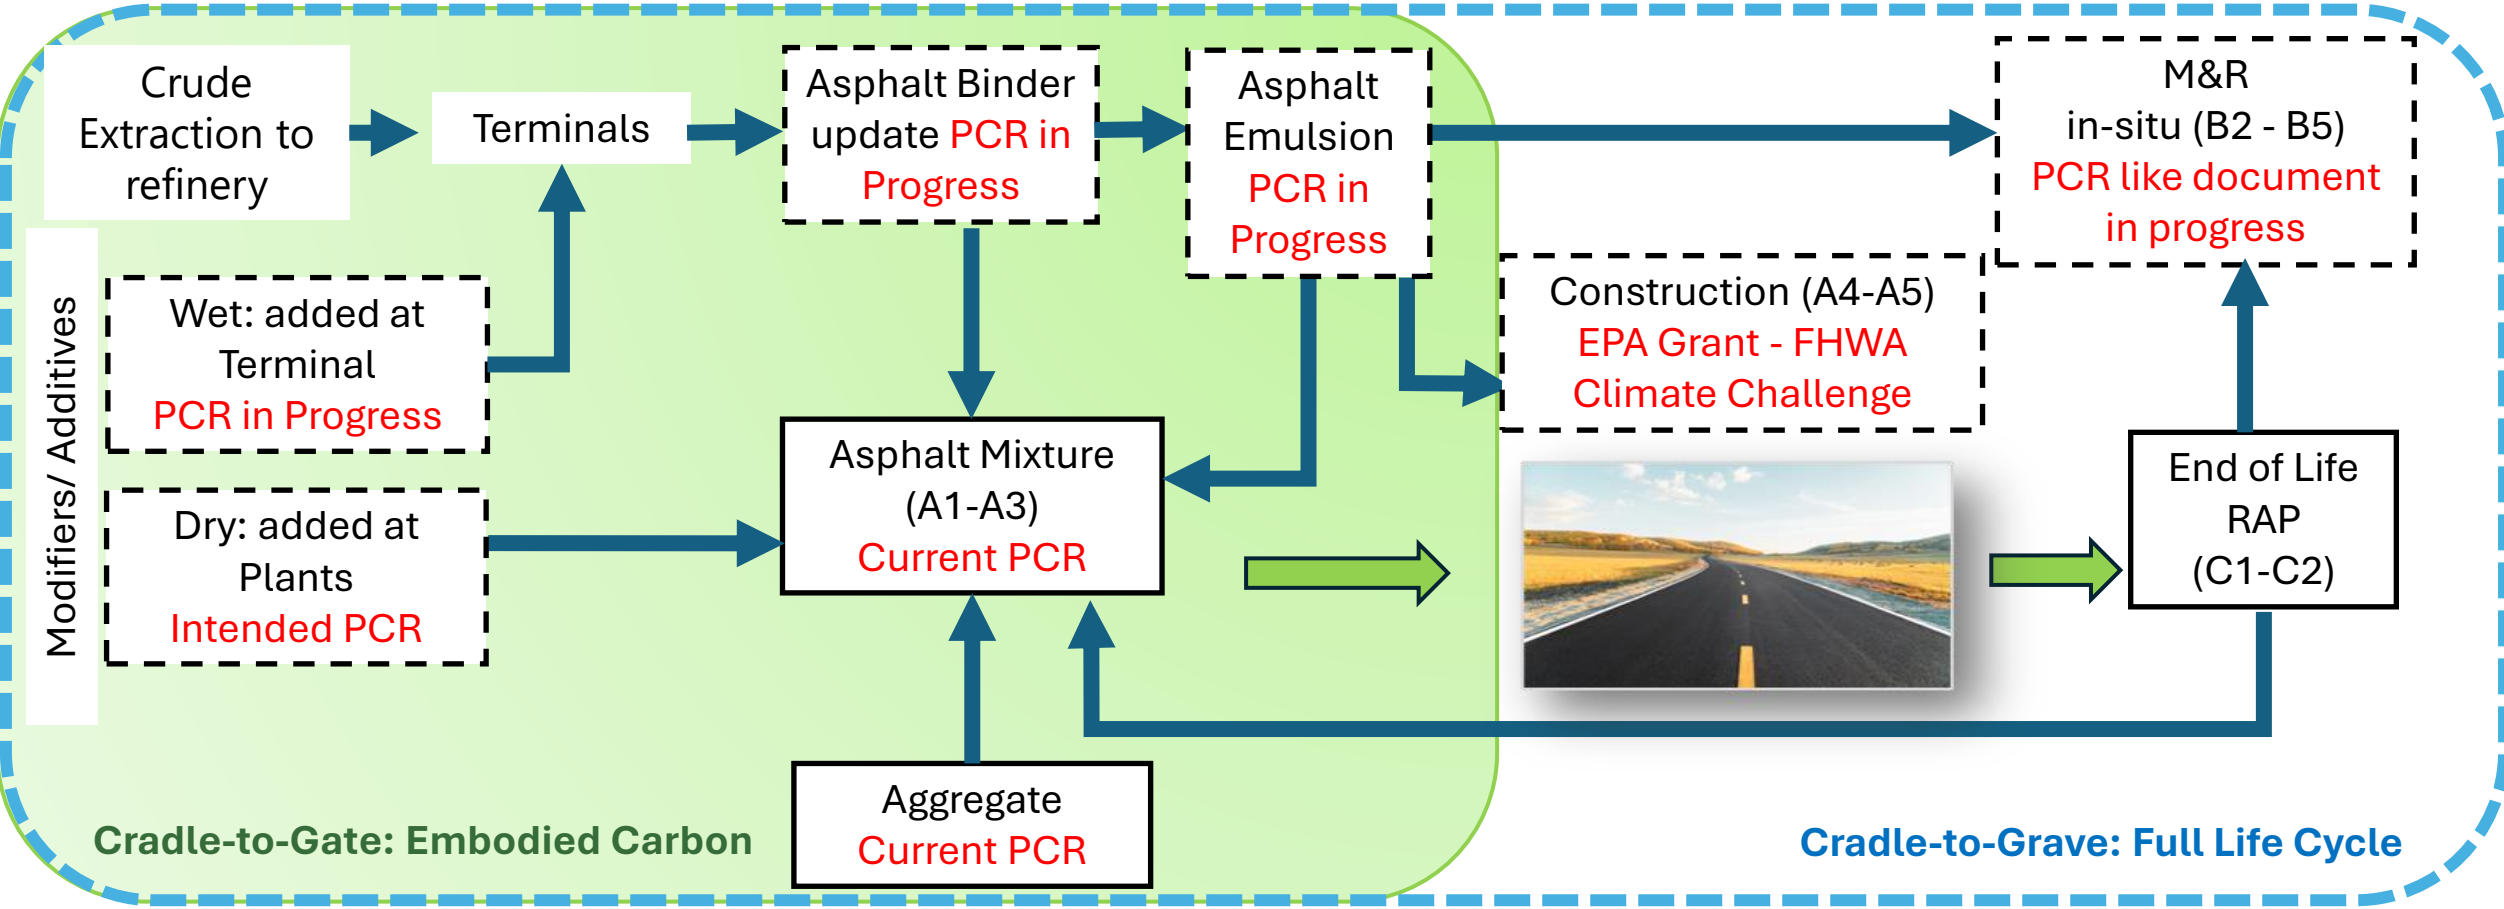 Crude
Extraction to
refinery
Terminals
Asphalt Binder
update PCR in
Progress
Asphalt
Emulsion
PCR in
Progress
M&R
in-situ (B2 - B5)
PCR like document
in progress
Modifiers/ Additives
Wet: added at
Terminal
PCR in Progress
Construction (A4-A5)
EPA Grant - FHWA
Climate Challenge
Dry: added at
Plants
Intended PCR
Asphalt Mixture
(A1-A3)
Current PCR
End of Life
RAP
(C1-C2)
Aggregate
Current PCR
Cradle-to-Gate: Embodied Carbon
Cradle-to-Grave: Full Life Cycle